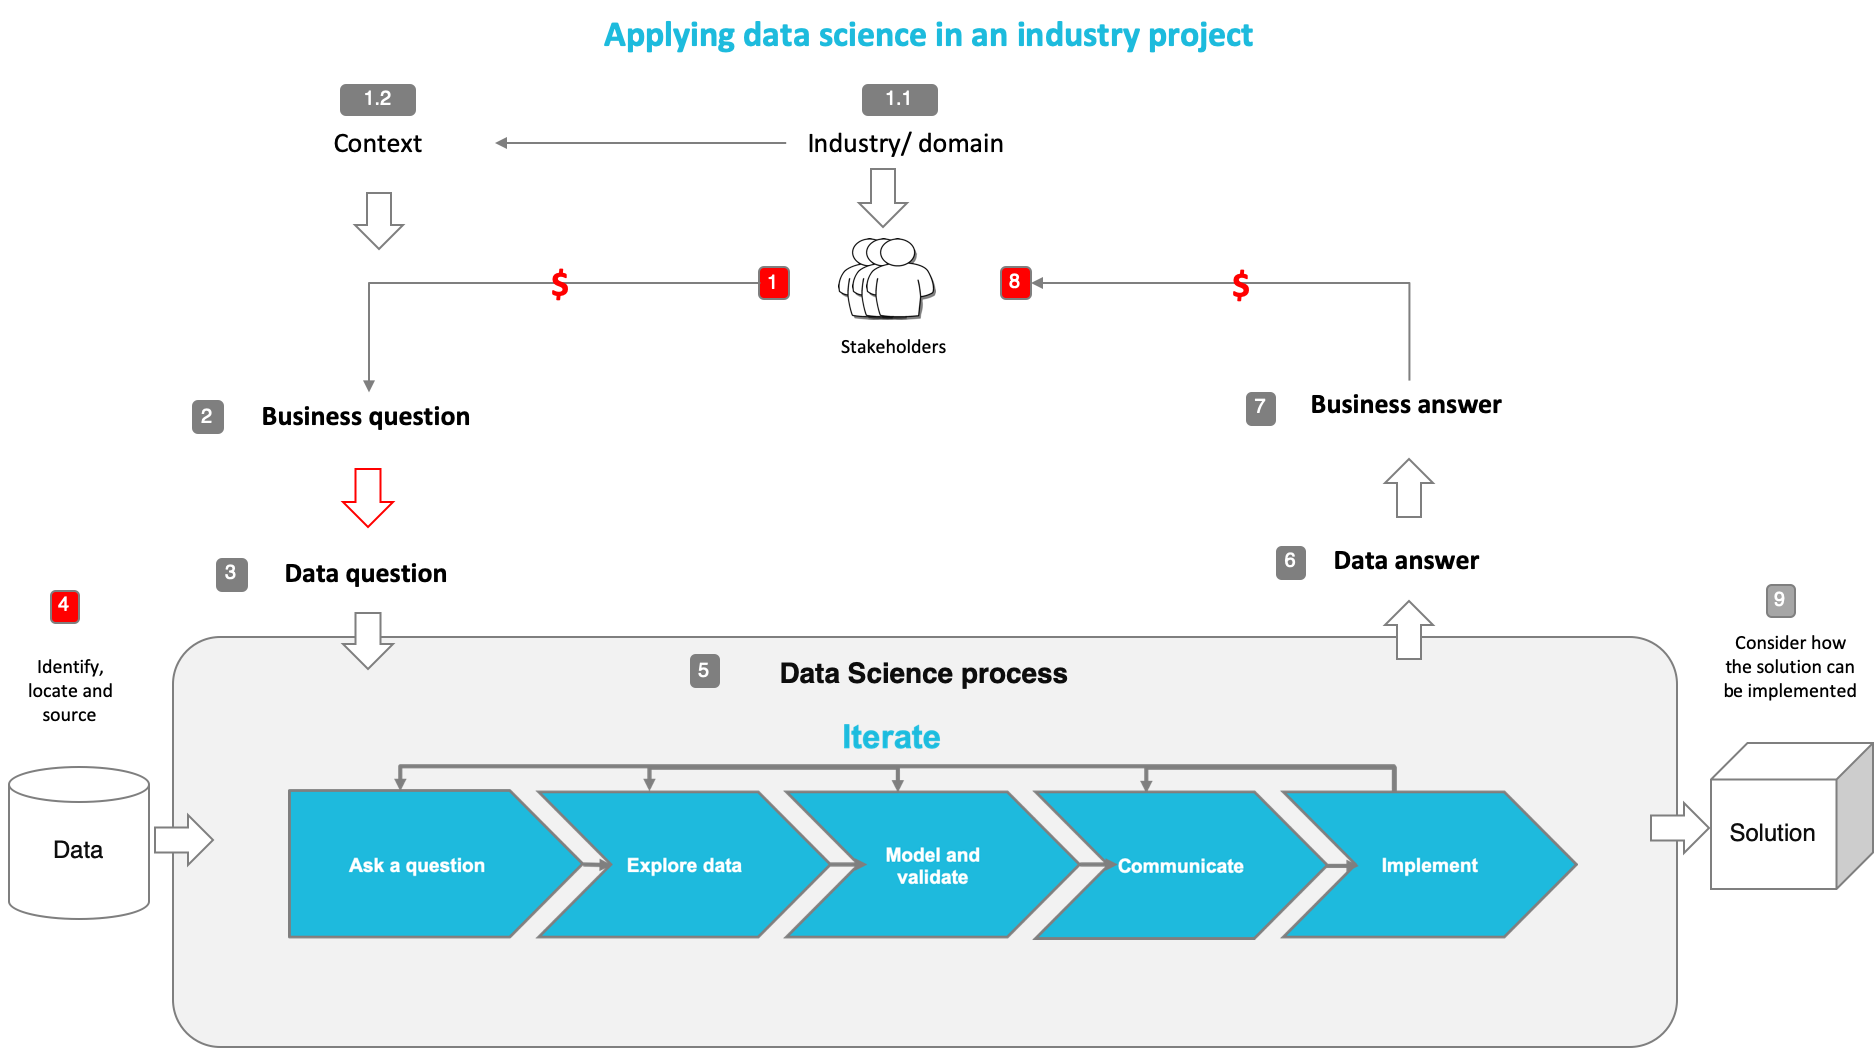 Applying data science in an industry project
1.2
1.1
Context
Industry/ domain
$
1
8
$
Stakeholders
2
Business question
7
Business answer
3
Data question
6
Data answer
4
Identify,
locate and
source
9
Consider how
the solution can
be implemented
5
Data Science process
Iterate
Data
Ask a question
Explore data
Model and
validate
Communicate
Implement
Solution